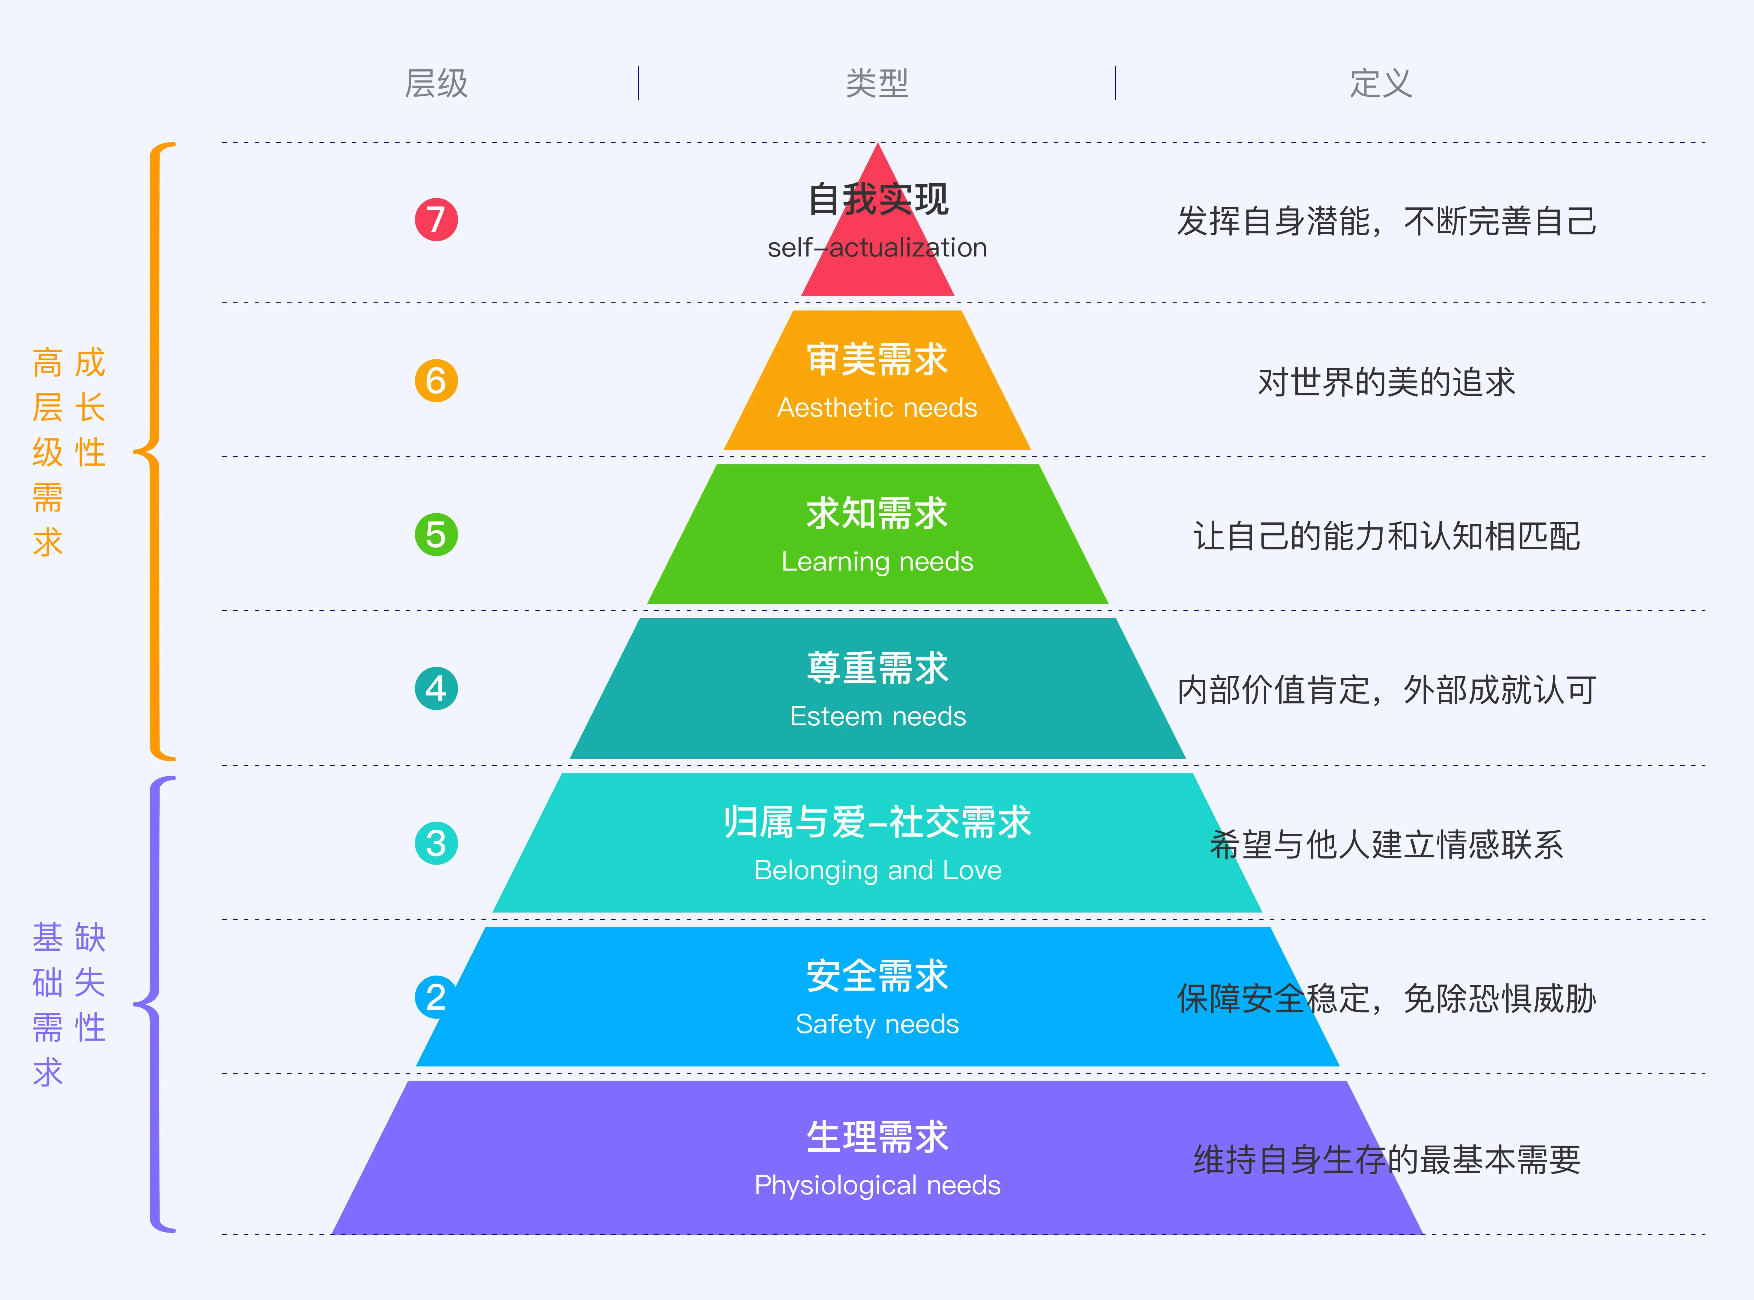 层级
类型
定义
7
自我实现
self-actualization
发挥自身潜能，不断完善自己
6
审美需求
Aesthetic needs
对世界的美的追求
5
求知需求
Learning needs
让自己的能力和认知相匹配
4
尊重需求
Esteem needs
内部价值肯定，外部成就认可
成长性
高层级需求
3
归属与爱-社交需求
Belonging and Love
希望与他人建立情感联系
2
安全需求
Safety needs
保障安全稳定，免除恐惧威胁
生理需求
Physiological needs
维持自身生存的最基本需要
缺失性
基础需求